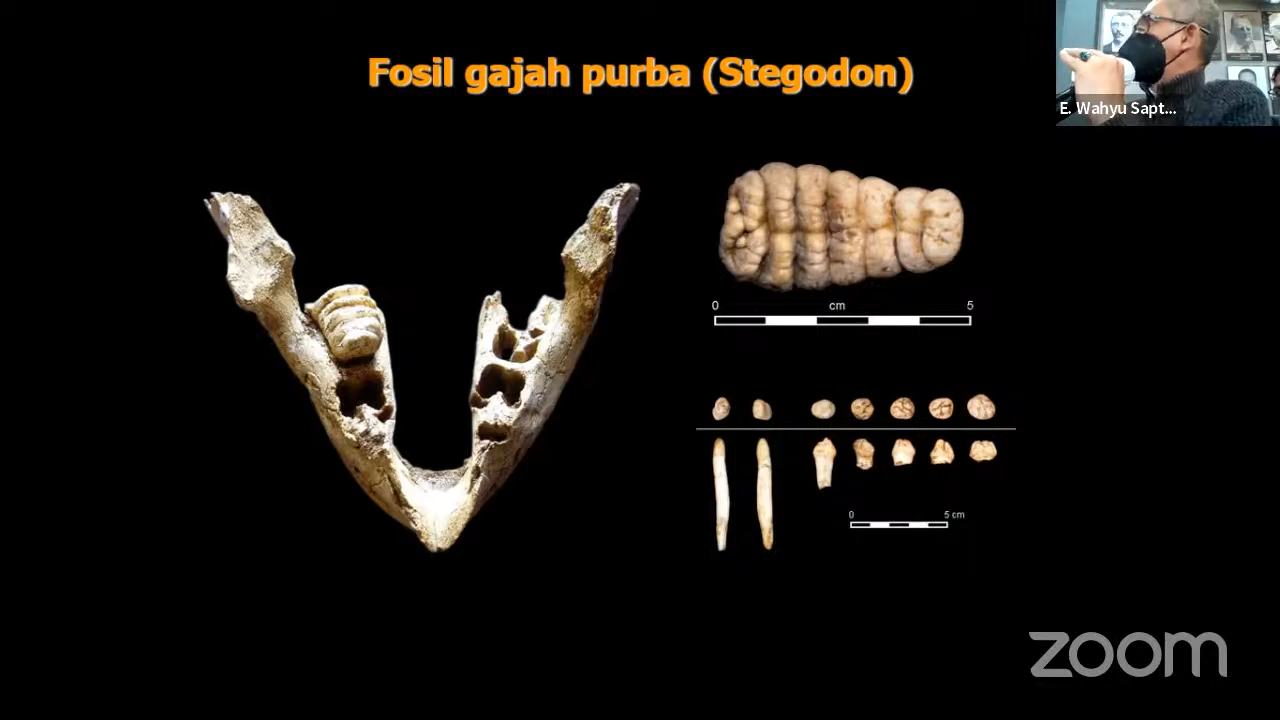 Fosil gajah purba (Stegodon)
E. Wahyu Sapt...
0 cm 5
0 5 cm
zoom